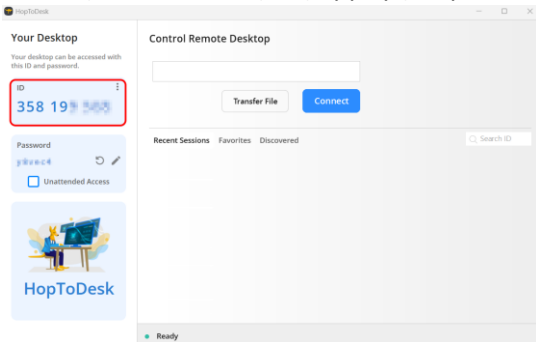 HopToDesk
Your Desktop
Your desktop can be accessed with
this ID and password.
ID
358 19
Password
Unattended Access
HopToDesk
Control Remote Desktop
Transfer File
Connect
Recent Sessions
Favorites
Discovered
Search ID
Ready